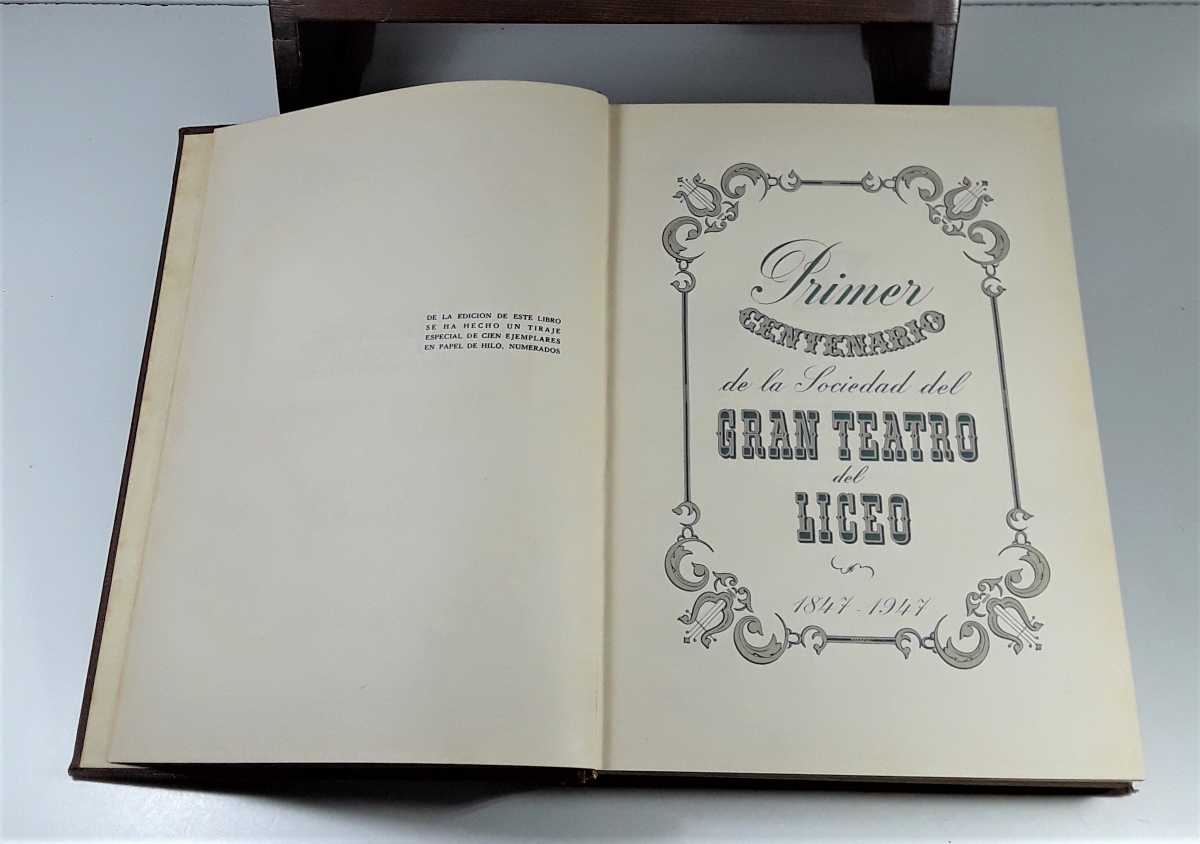 DE LA EDICION DE ESTE LIBRO
SE HA HECHO UN TIRAJE
ESPECIAL DE CIEN EJEMPLARES
EN PAPEL DE HILO, NUMERADOS
Primer
CENTENARIO
de la Sociedad del
GRAN TEATRO
del
LICEO
1847-1947